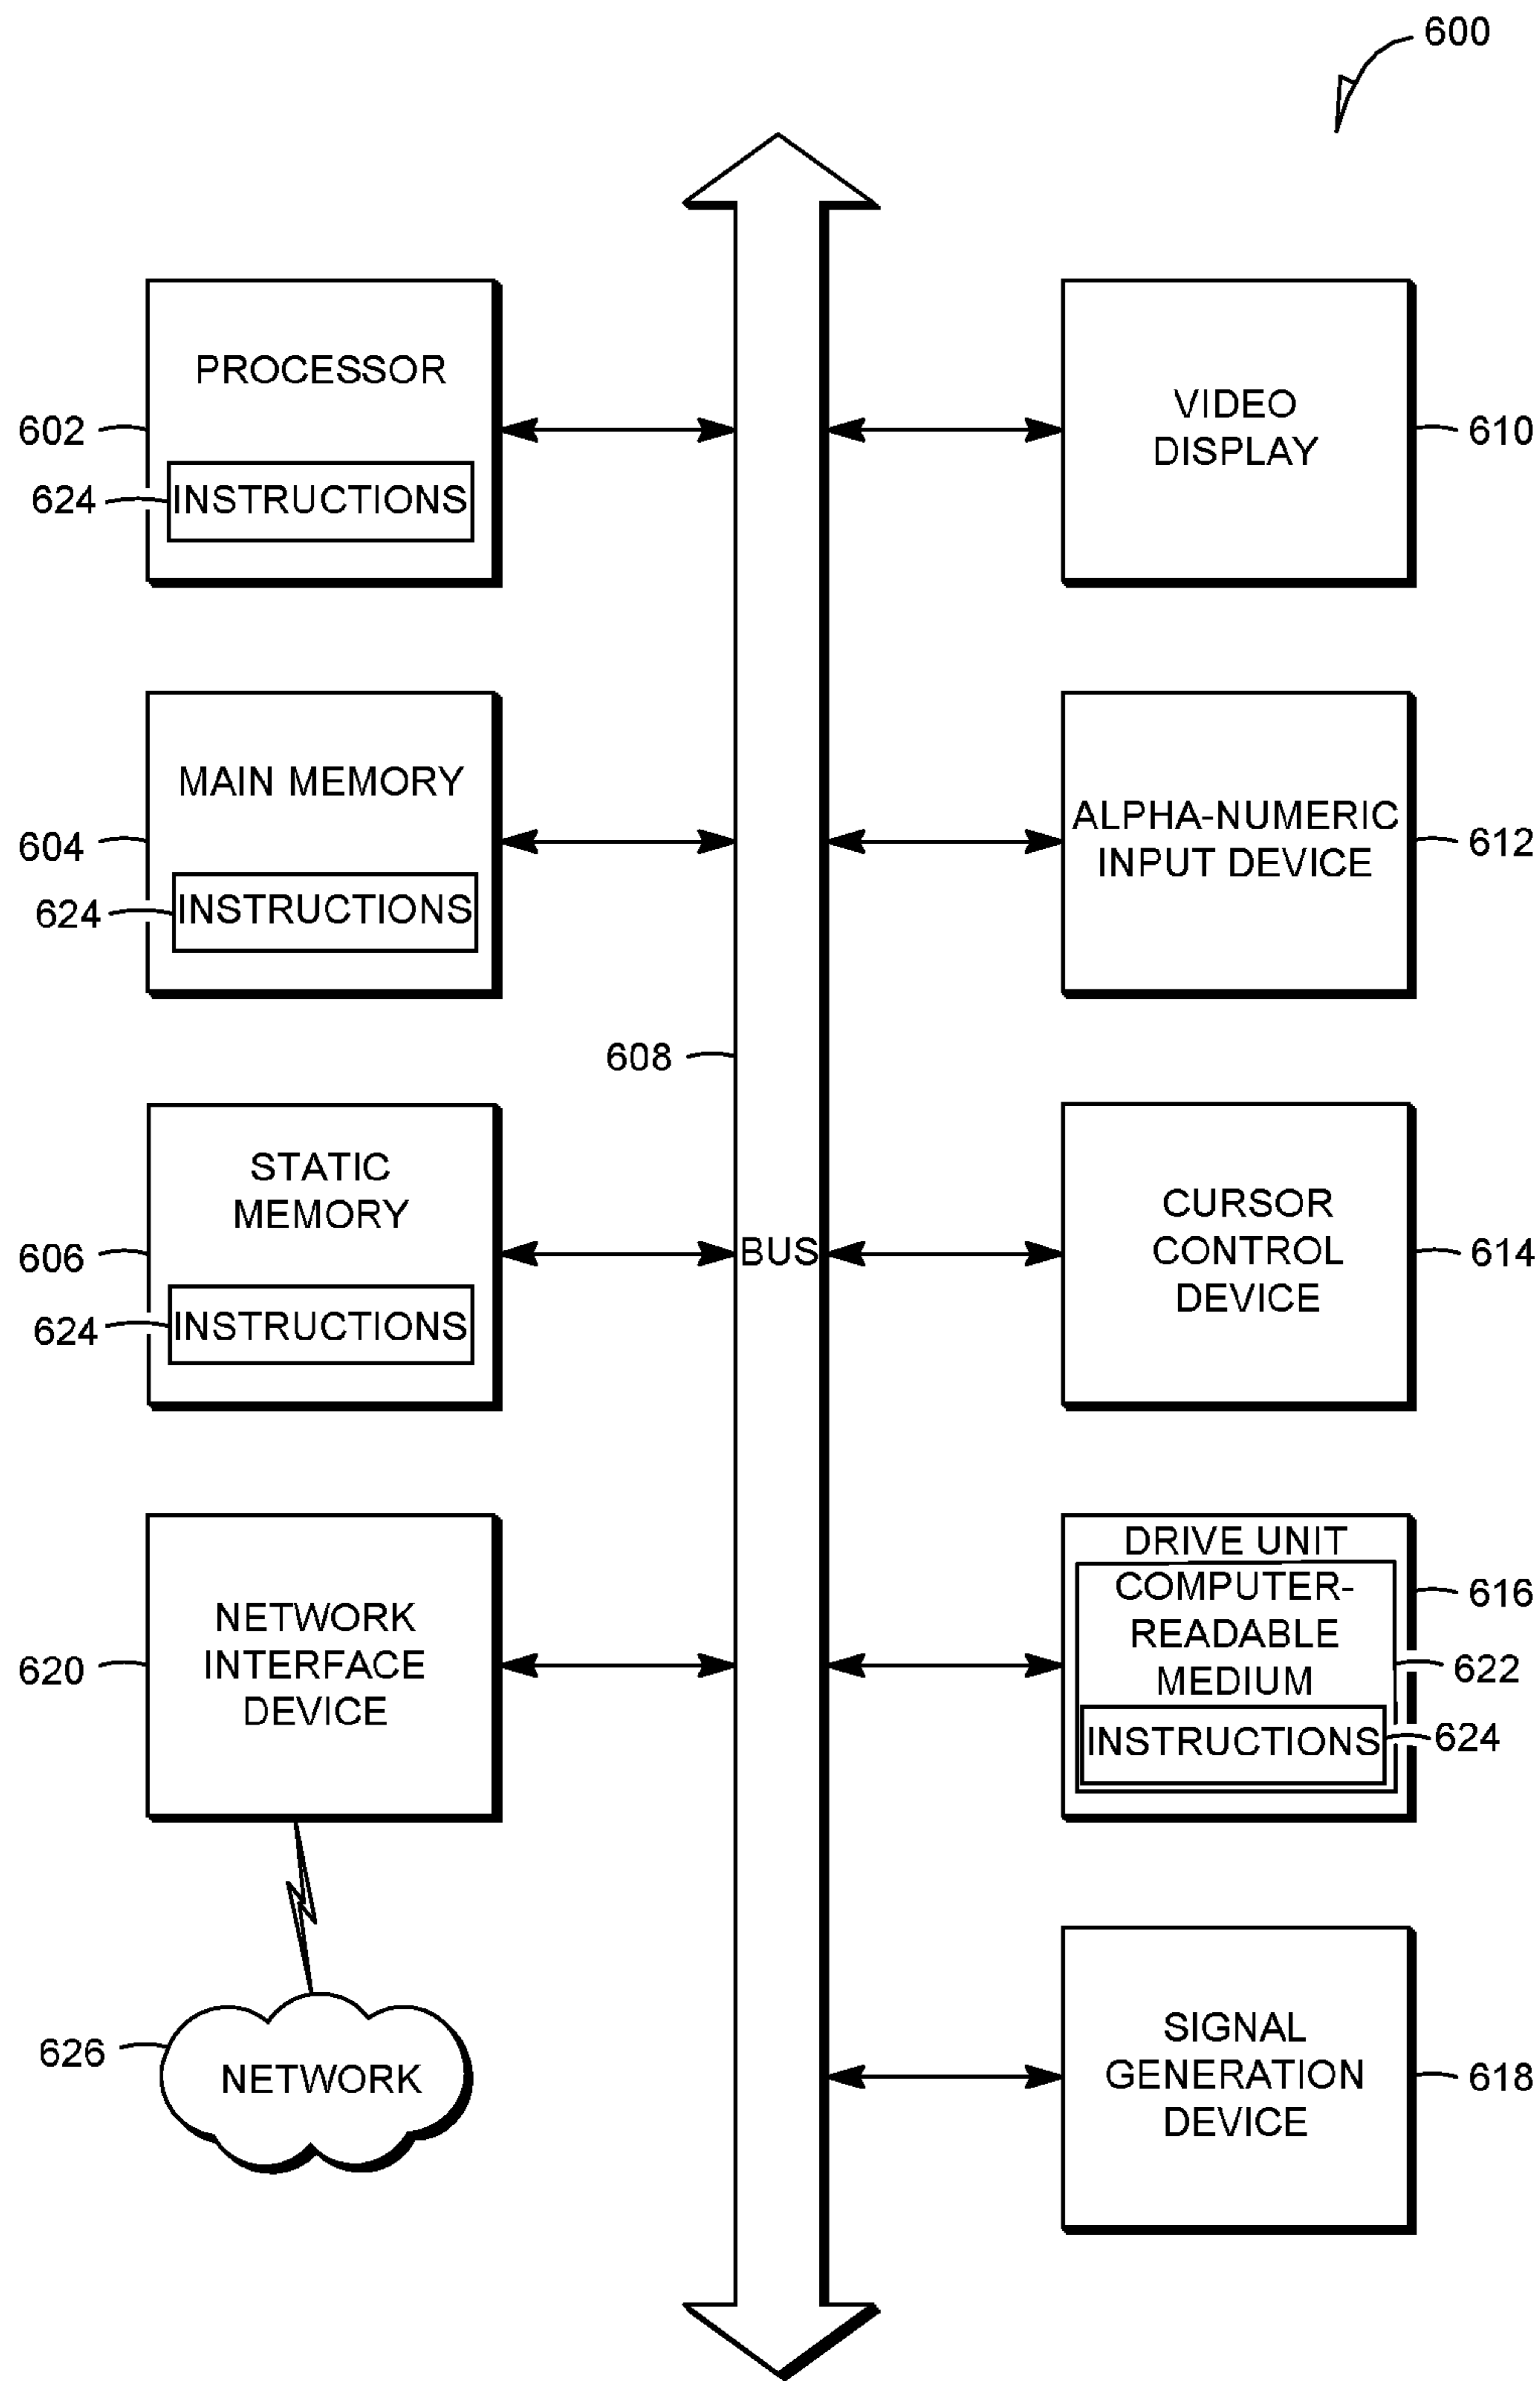 600
PROCESSOR
602
624
INSTRUCTIONS
VIDEO
DISPLAY
610
MAIN MEMORY
604
624
INSTRUCTIONS
ALPHA-NUMERIC
INPUT DEVICE
612
608
STATIC
MEMORY
606
624
INSTRUCTIONS
BUS
CURSOR
CONTROL
DEVICE
614
NETWORK
INTERFACE
DEVICE
620
DRIVE UNIT
COMPUTER-
READABLE
MEDIUM
INSTRUCTIONS
616
622
624
626
NETWORK
SIGNAL
GENERATION
DEVICE
618